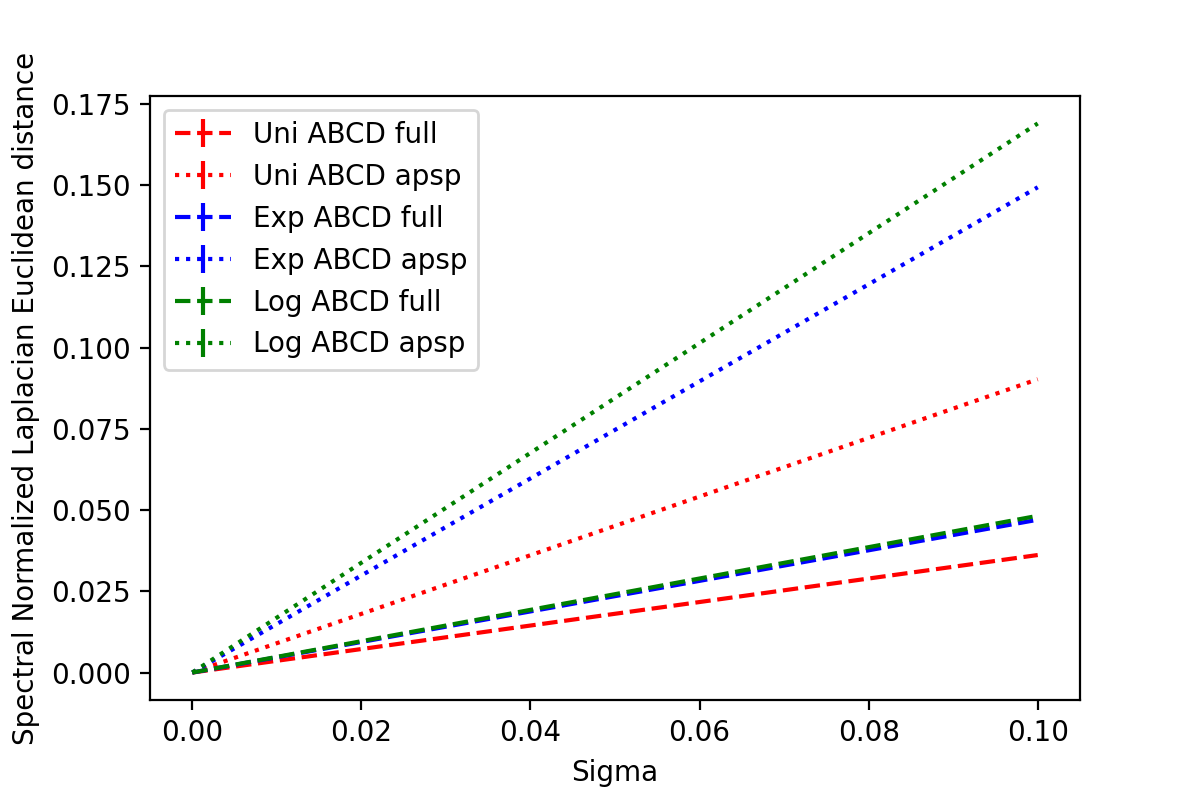 Spectral Normalized Laplacian Euclidean distance
0.175
0.150
0.125
0.100
0.075
0.050
0.025
0.000
Uni ABCD full
Uni ABCD apsp
Exp ABCD full
Exp ABCD apsp
Log ABCD full
Log ABCD apsp
0.00 0.02 0.04 0.06 0.08 0.10
Sigma